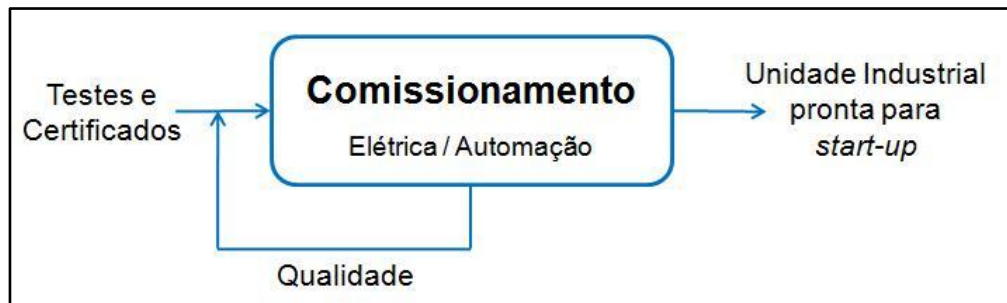 Testes e
Certificados
Comissionamento
Elétrica / Automação
Unidade Industrial
pronta para
start-up
Qualidade